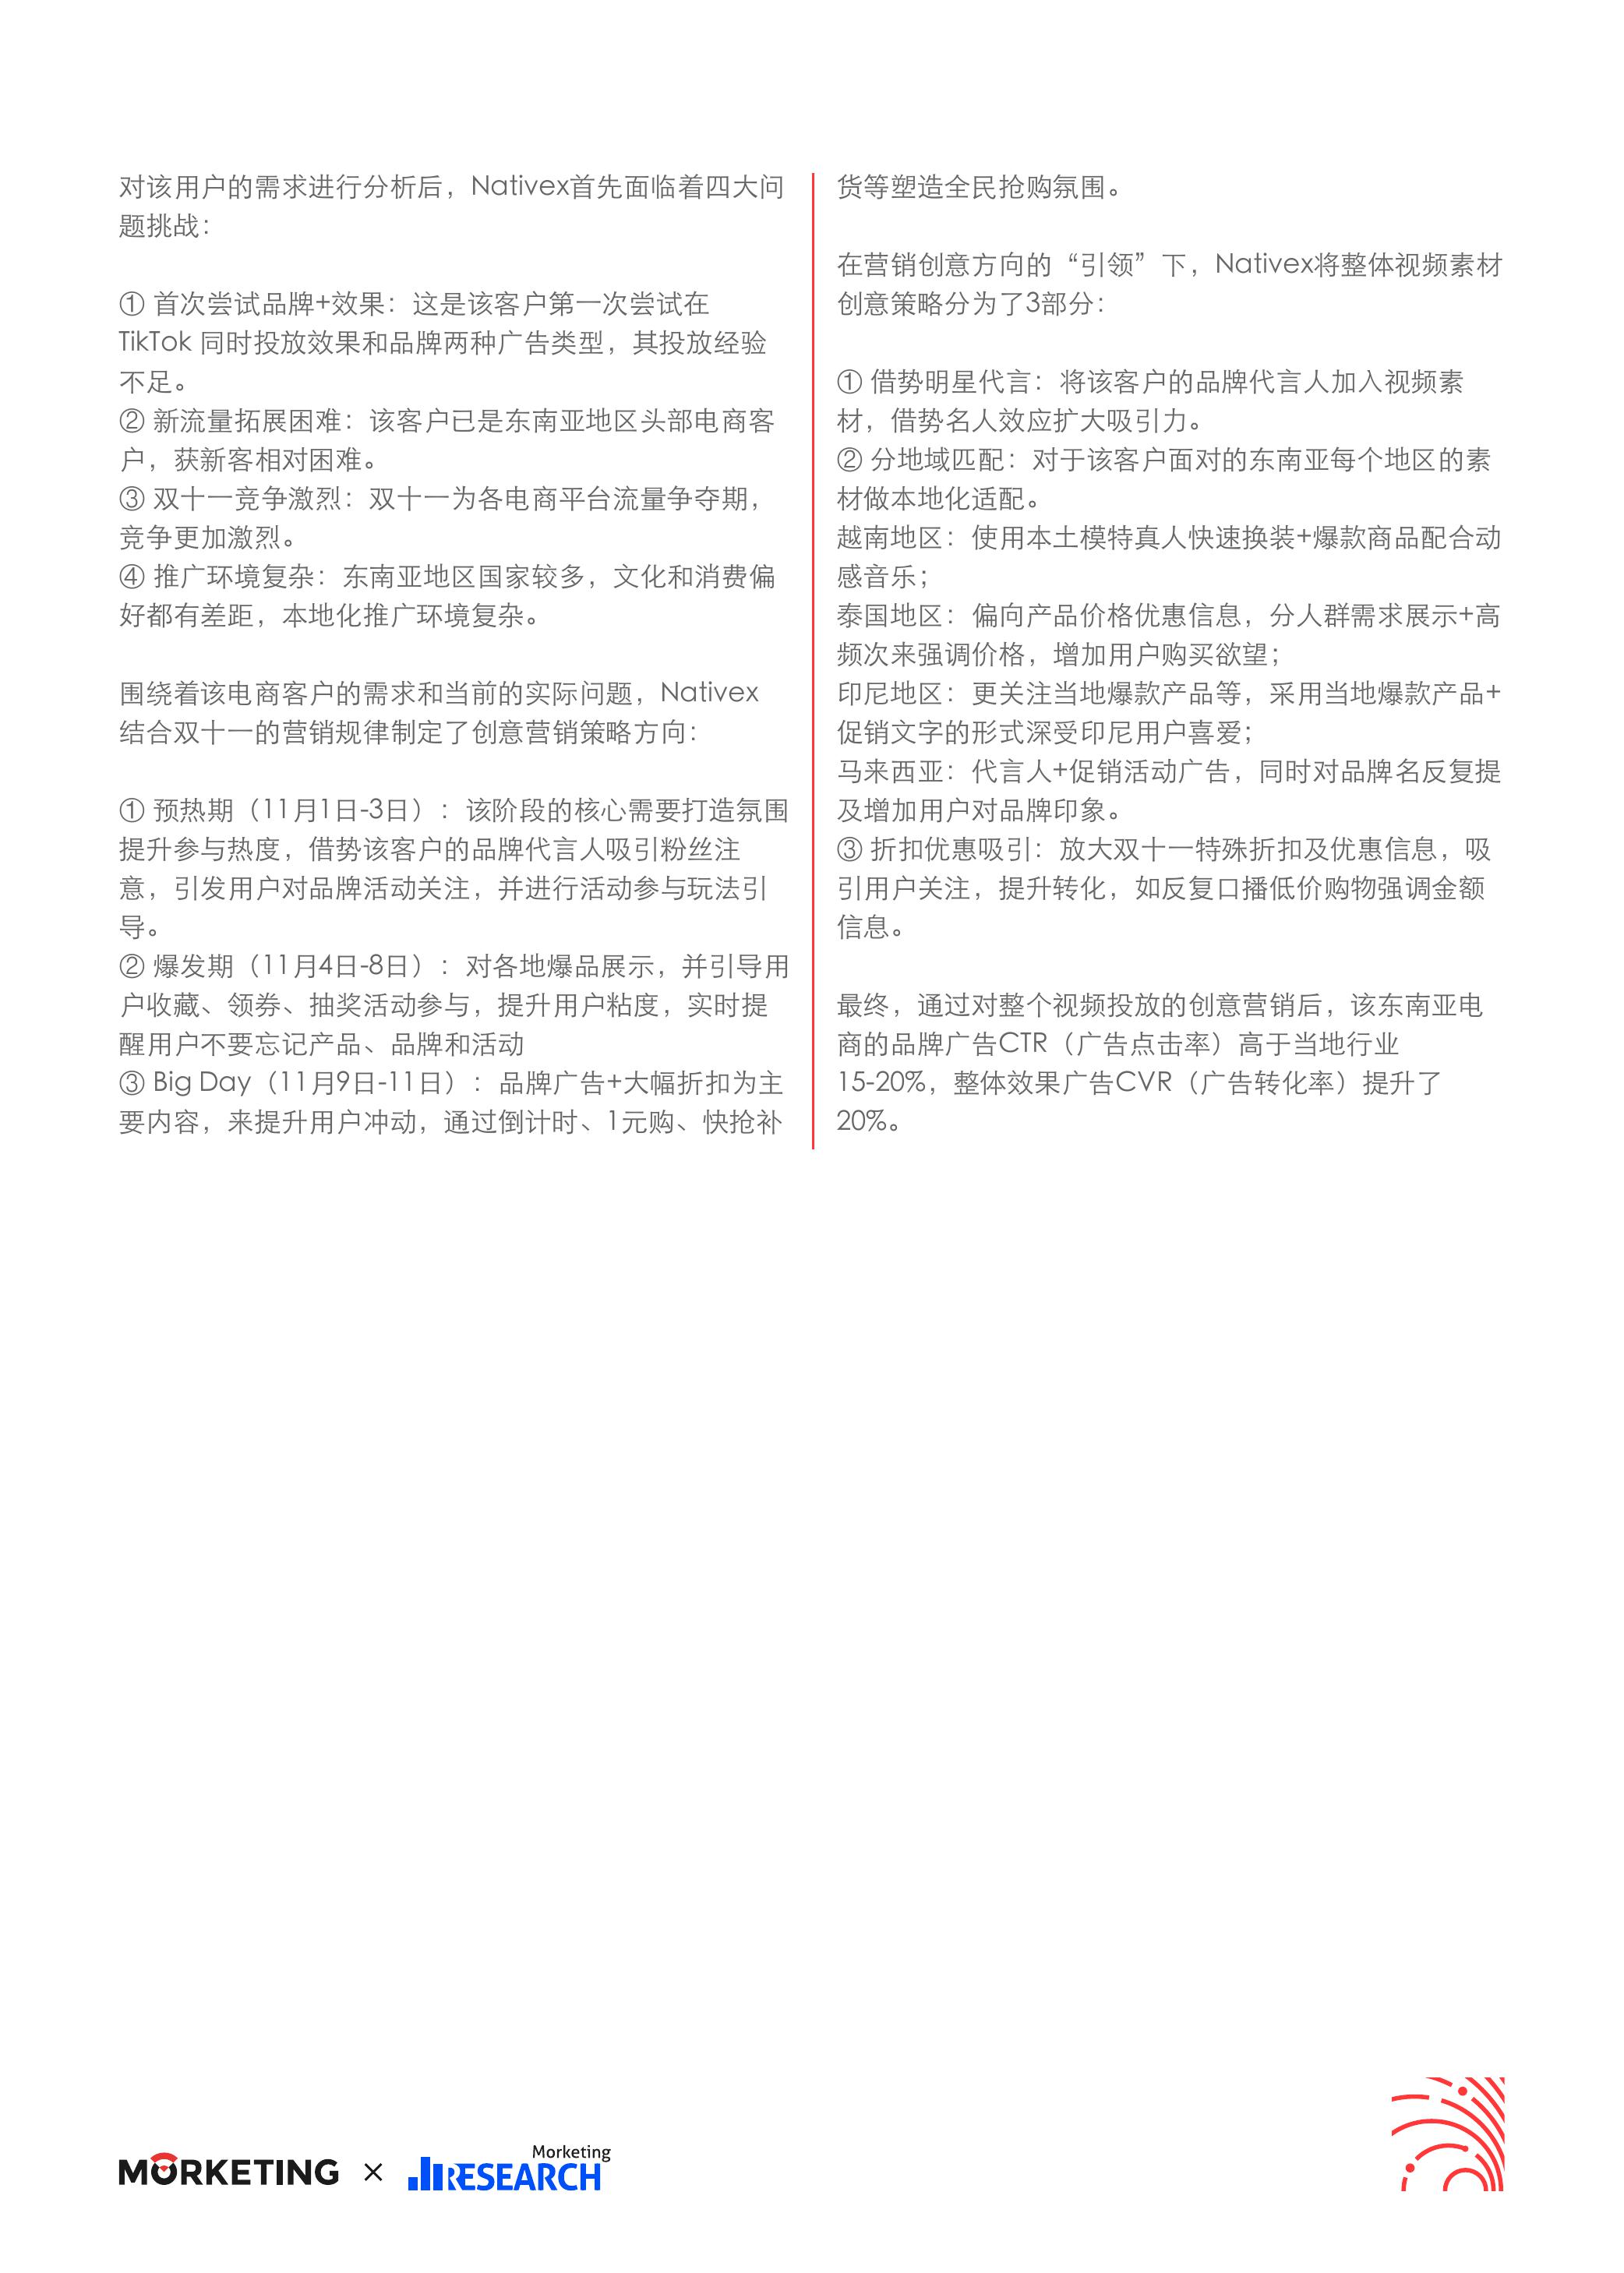 对该用户的需求进行分析后，Nativex首先面临着四大问
题挑战：
① 首次尝试品牌+效果：这是该客户第一次尝试在
TikTok 同时投放效果和品牌两种广告类型，其投放经验
不足。
② 新流量拓展困难：该客户已是东南亚地区头部电商客
户，获新客相对困难。
③ 双十一竞争激烈：双十一为各电商平台流量争夺期，
竞争更加激烈。
④ 推广环境复杂：东南亚地区国家较多，文化和消费偏
好都有差距，本地化推广环境复杂。
围绕着该电商客户的需求和当前的实际问题，Nativex
结合双十一的营销规律制定了创意营销策略方向：
① 预热期（11月1日-3日）：该阶段的核心需要打造氛围
提升参与热度，借势该客户的品牌代言人吸引粉丝注
意，引发用户对品牌活动关注，并进行活动参与玩法引
导。
② 爆发期（11月4日-8日）：对各地爆品展示，并引导用
户收藏、领券、抽奖活动参与，提升用户粘度，实时提
醒用户不要忘记产品、品牌和活动
③ Big Day（11月9日-11日）：品牌广告+大幅折扣为主
要内容，来提升用户冲动，通过倒计时、1元购、快抢补
货等塑造全民抢购氛围。
在营销创意方向的“引领”下，Nativex将整体视频素材
创意策略分为了3部分：
① 借势明星代言：将该客户的品牌代言人加入视频素
材，借势名人效应扩大吸引力。
② 分地域匹配：对于该客户面对的东南亚每个地区的素
材做本地化适配。
越南地区：使用本土模特真人快速换装+爆款商品配合动
感音乐；
泰国地区：偏向产品价格优惠信息，分人群需求展示+高
频次来强调价格，增加用户购买欲望；
印尼地区：更关注当地爆款产品等，采用当地爆款产品+
促销文字的形式深受印尼用户喜爱；
马来西亚：代言人+促销活动广告，同时对品牌名反复提
及增加用户对品牌印象。
③ 折扣优惠吸引：放大双十一特殊折扣及优惠信息，吸
引用户关注，提升转化，如反复口播低价购物强调金额
信息。
最终，通过对整个视频投放的创意营销后，该东南亚电
商的品牌广告CTR（广告点击率）高于当地行业
15-20%，整体效果广告CVR（广告转化率）提升了
20%。
MORKETING × Morketing RESEARCH